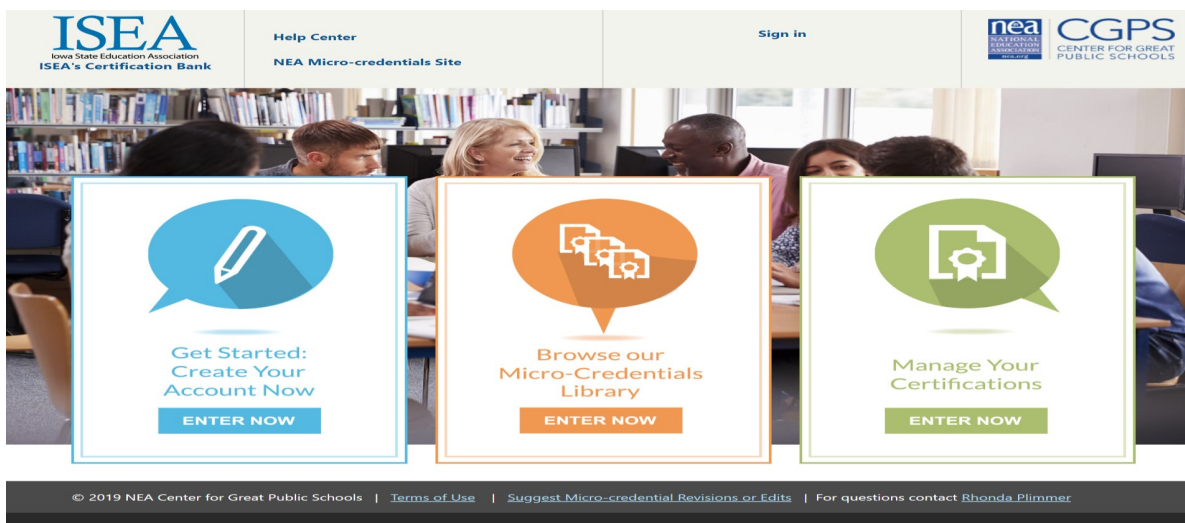 ISEA
Iowa State Education Association
ISEA's Certification Bank
Help Center
NEA Micro-credentials Site
Sign in
nea
NATIONAL
EDUCATION
ASSOCIATION
nea.org
CGPS
CENTER FOR GREAT
PUBLIC SCHOOLS
Get Started:
Create Your
Account Now
ENTER NOW
Browse our
Micro-Credentials
Library
ENTER NOW
Manage Your
Certifications
ENTER NOW
© 2019 NEA Center for Great Public Schools | Terms of Use | Suggest Micro-credential Revisions or Edits | For questions contact Rhonda Plimmer